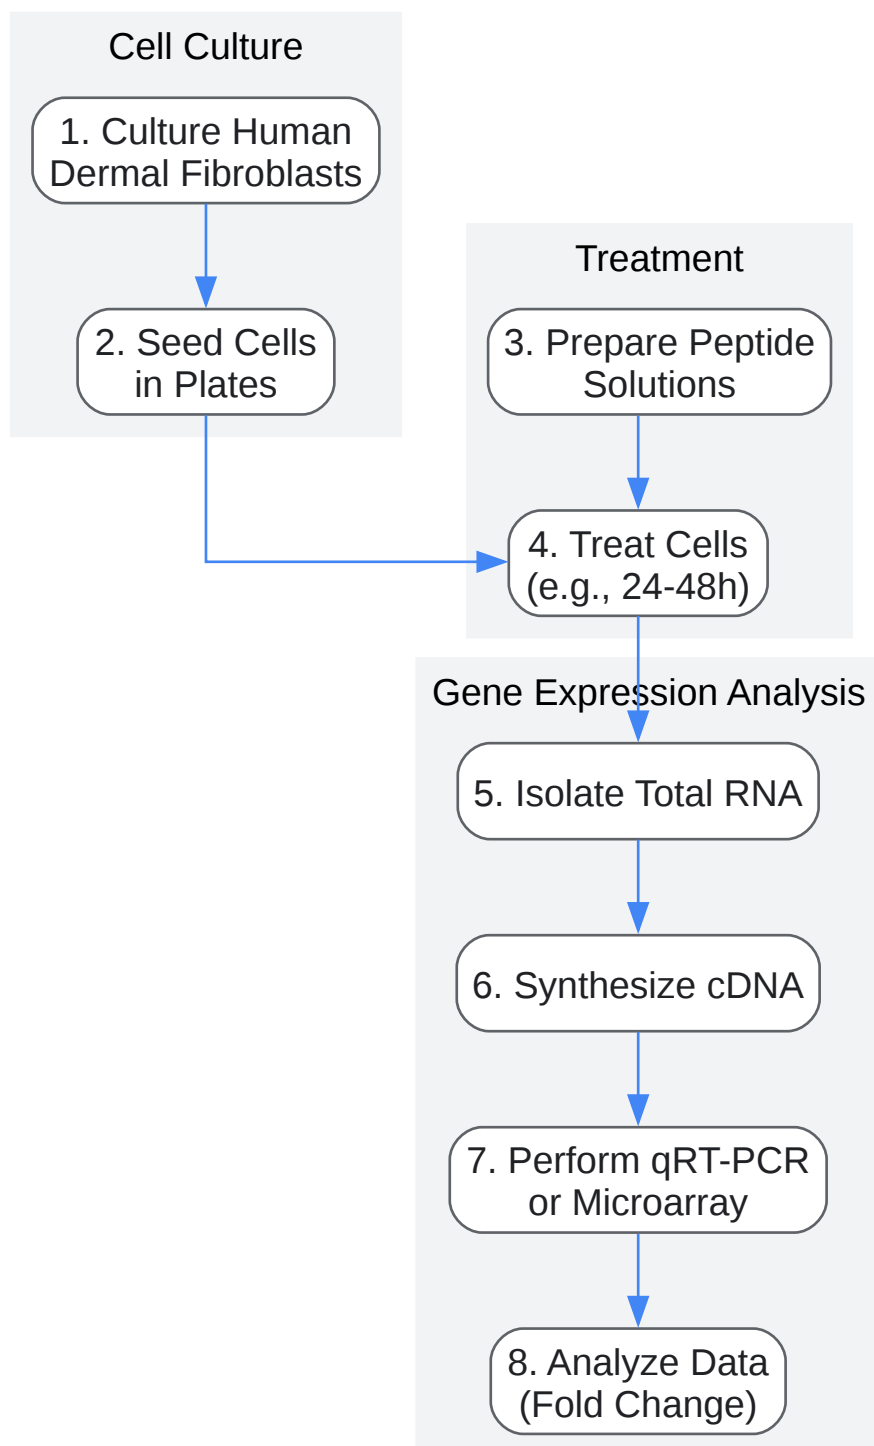 Cell Culture
1. Culture Human
Dermal Fibroblasts
2. Seed Cells
in Plates
Treatment
3. Prepare Peptide
Solutions
4. Treat Cells
(e.g., 24-48h)
Gene Expression Analysis
5. Isolate Total RNA
6. Synthesize cDNA
7. Perform qRT-PCR
or Microarray
8. Analyze Data
(Fold Change)